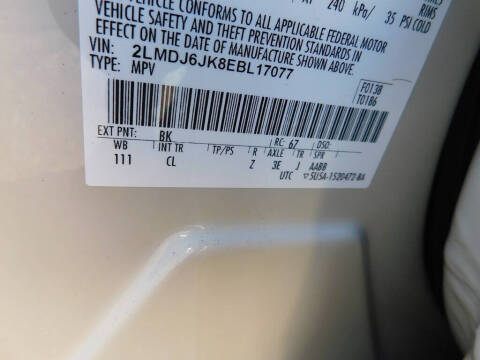 240 kPa/ 35 PSI COLD
RIMS
VEHICLE CONFORMS TO ALL APPLICABLE FEDERAL MOTOR
VEHICLE SAFETY AND THEFT PREVENTION STANDARDS IN
EFFECT ON THE DATE OF MANUFACTURE SHOWN ABOVE.
VIN: 2LMDJ6JK8EBL17077
TYPE: MPV
F0138
T0186
EXT PNT: BK RC: 67 DSO:
WB INT TR TP/PS R AXLE TR SPR
111 CL Z 3E J AABB
UTC 5U5A-1520472-BA